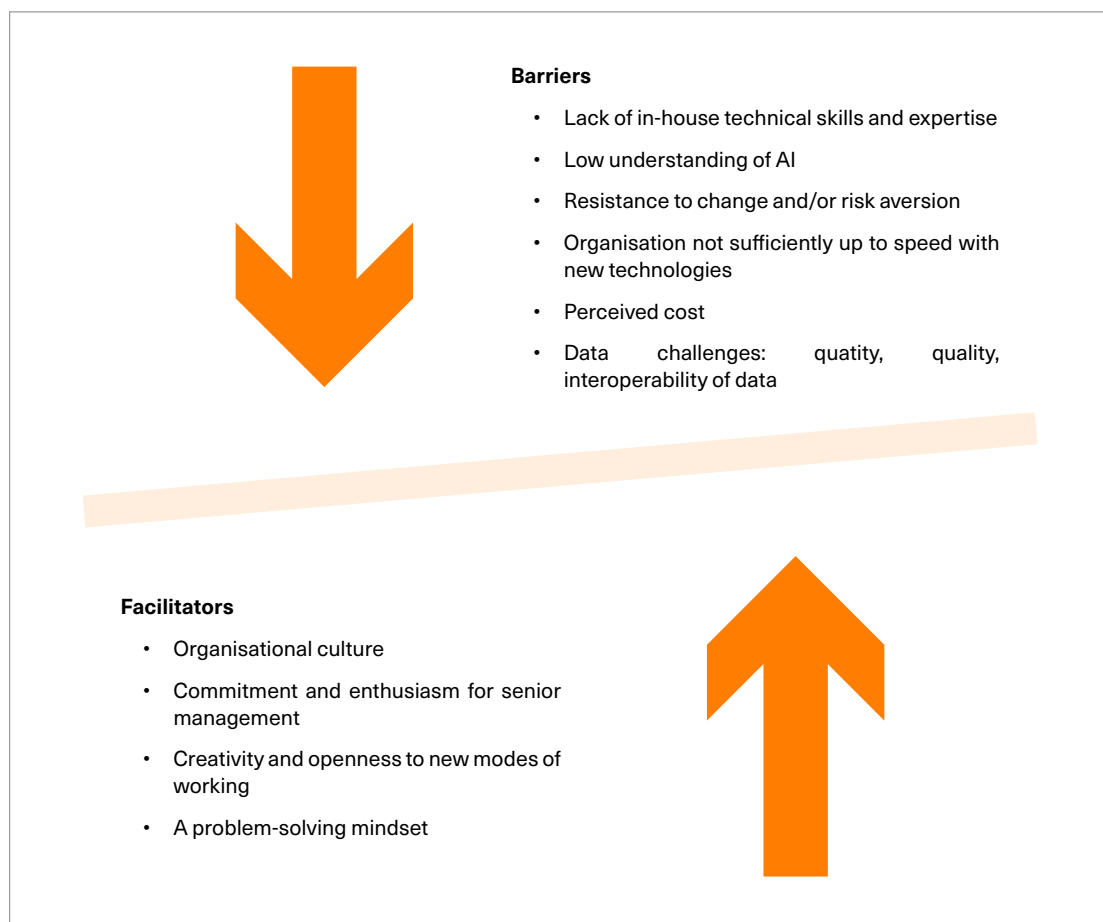 Barriers
• Lack of in-house technical skills and expertise
• Low understanding of AI
• Resistance to change and/or risk aversion
• Organisation not sufficiently up to speed with
new technologies
• Perceived cost
• Data challenges: quatity, quality,
interoperability of data
Facilitators
• Organisational culture
• Commitment and enthusiasm for senior
management
• Creativity and openness to new modes of
working
• A problem-solving mindset